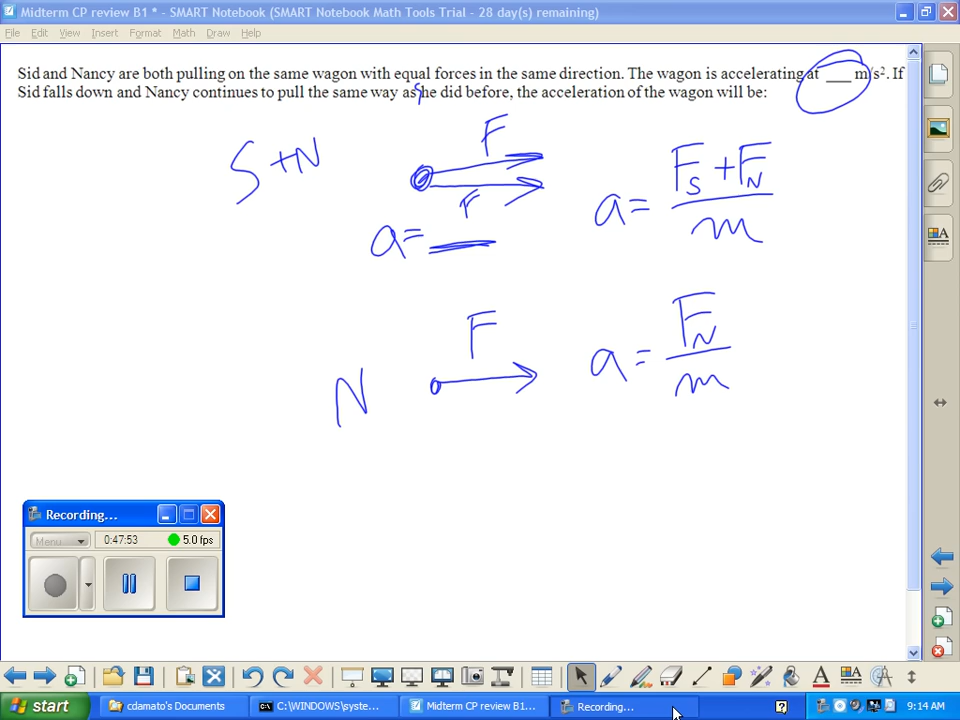 Midterm CP review B1 * - SMART Notebook (SMART Notebook Math Tools Trial - 28 day(s) remaining)
File Edit View Insert Format Math Draw Help
Sid and Nancy are both pulling on the same wagon with equal forces in the same direction. The wagon is accelerating at ___ m/s². If
Sid falls down and Nancy continues to pull the same way as she did before, the acceleration of the wagon will be:
S + N
F
F
a =
a = (F_S + F_N) / m
F
N
a = F_N / m
Recording...
Menu 0:47:53 5.0 fps
start cdamato's Documents C:\WINDOWS\syste... Midterm CP review B1... Recording... 9:14 AM